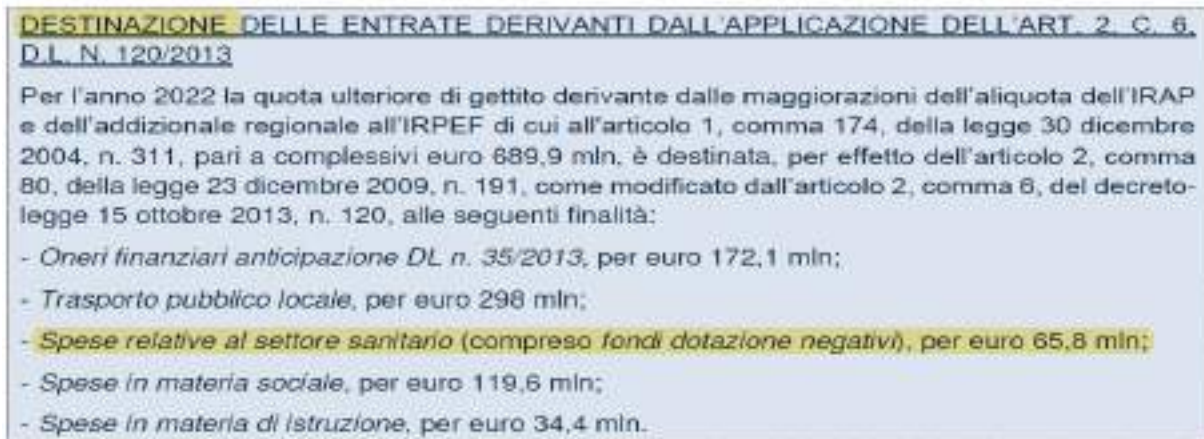 DESTINAZIONE DELLE ENTRATE DERIVANTI DALL'APPLICAZIONE DELL'ART. 2, C. 6,
D.L. N. 120/2013
Per l'anno 2022 la quota ulteriore di gettito derivante dalle maggiorazioni dell'aliquota dell'IRAP
e dell'addizionale regionale all'IRPEF di cui all'articolo 1, comma 174, della legge 30 dicembre
2004, n. 311, pari a complessivi euro 689,9 mln, è destinata, per effetto dell'articolo 2, comma
80, della legge 23 dicembre 2009, n. 191, come modificato dall'articolo 2, comma 6, del decreto-
legge 15 ottobre 2013, n. 120, alle seguenti finalità:
- Oneri finanziari anticipazione DL n. 35/2013, per euro 172,1 mln;
- Trasporto pubblico locale, per euro 298 mln;
- Spese relative al settore sanitario (compreso fondi dotazione negativi), per euro 65,8 mln;
- Spese in materia sociale, per euro 119,6 mln;
- Spese in materia di istruzione, per euro 34,4 mln.